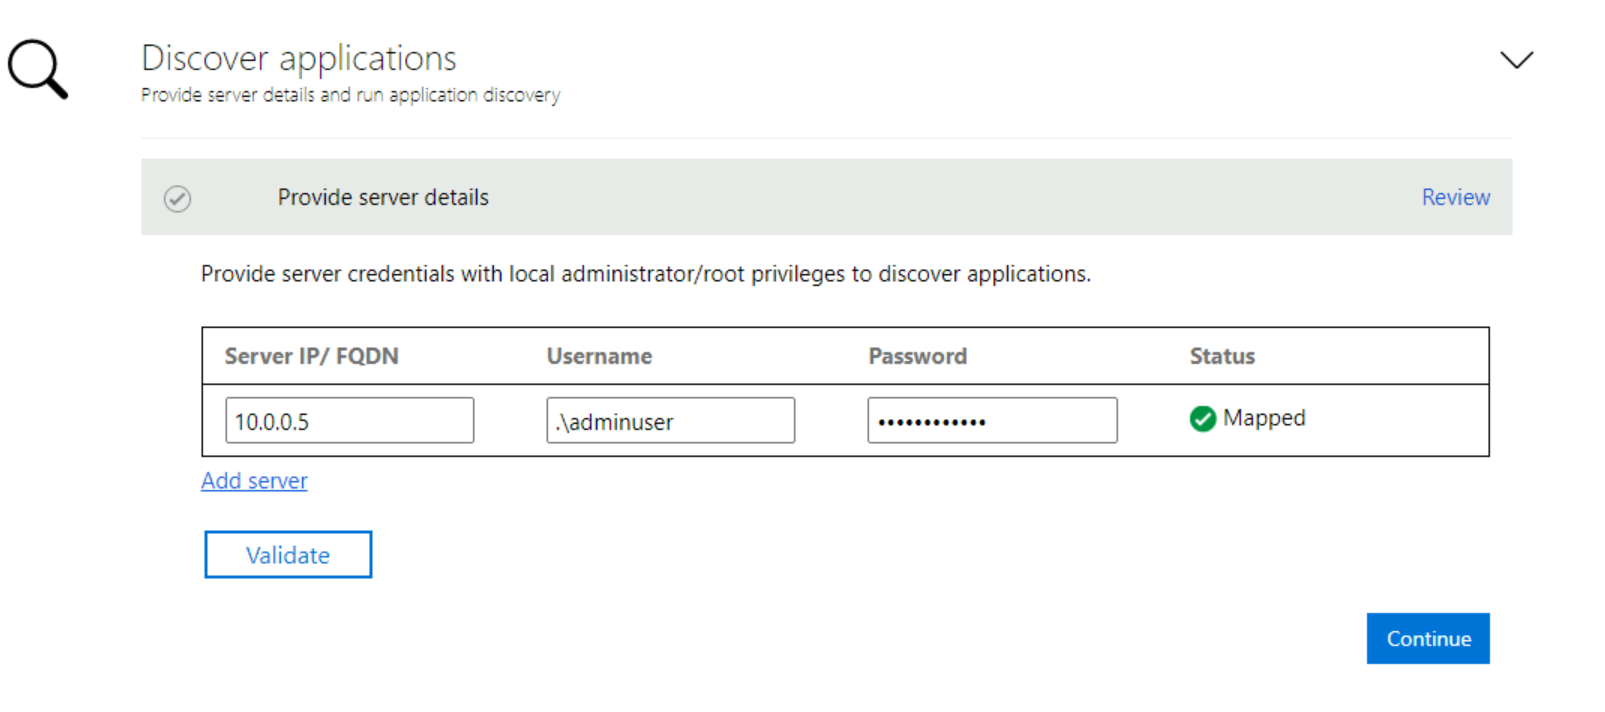 Discover applications
Provide server details and run application discovery
Provide server details Review
Provide server credentials with local administrator/root privileges to discover applications.
Server IP/ FQDN Username Password Status
10.0.0.5 .\adminuser •••••••••••• Mapped
Add server
Validate
Continue